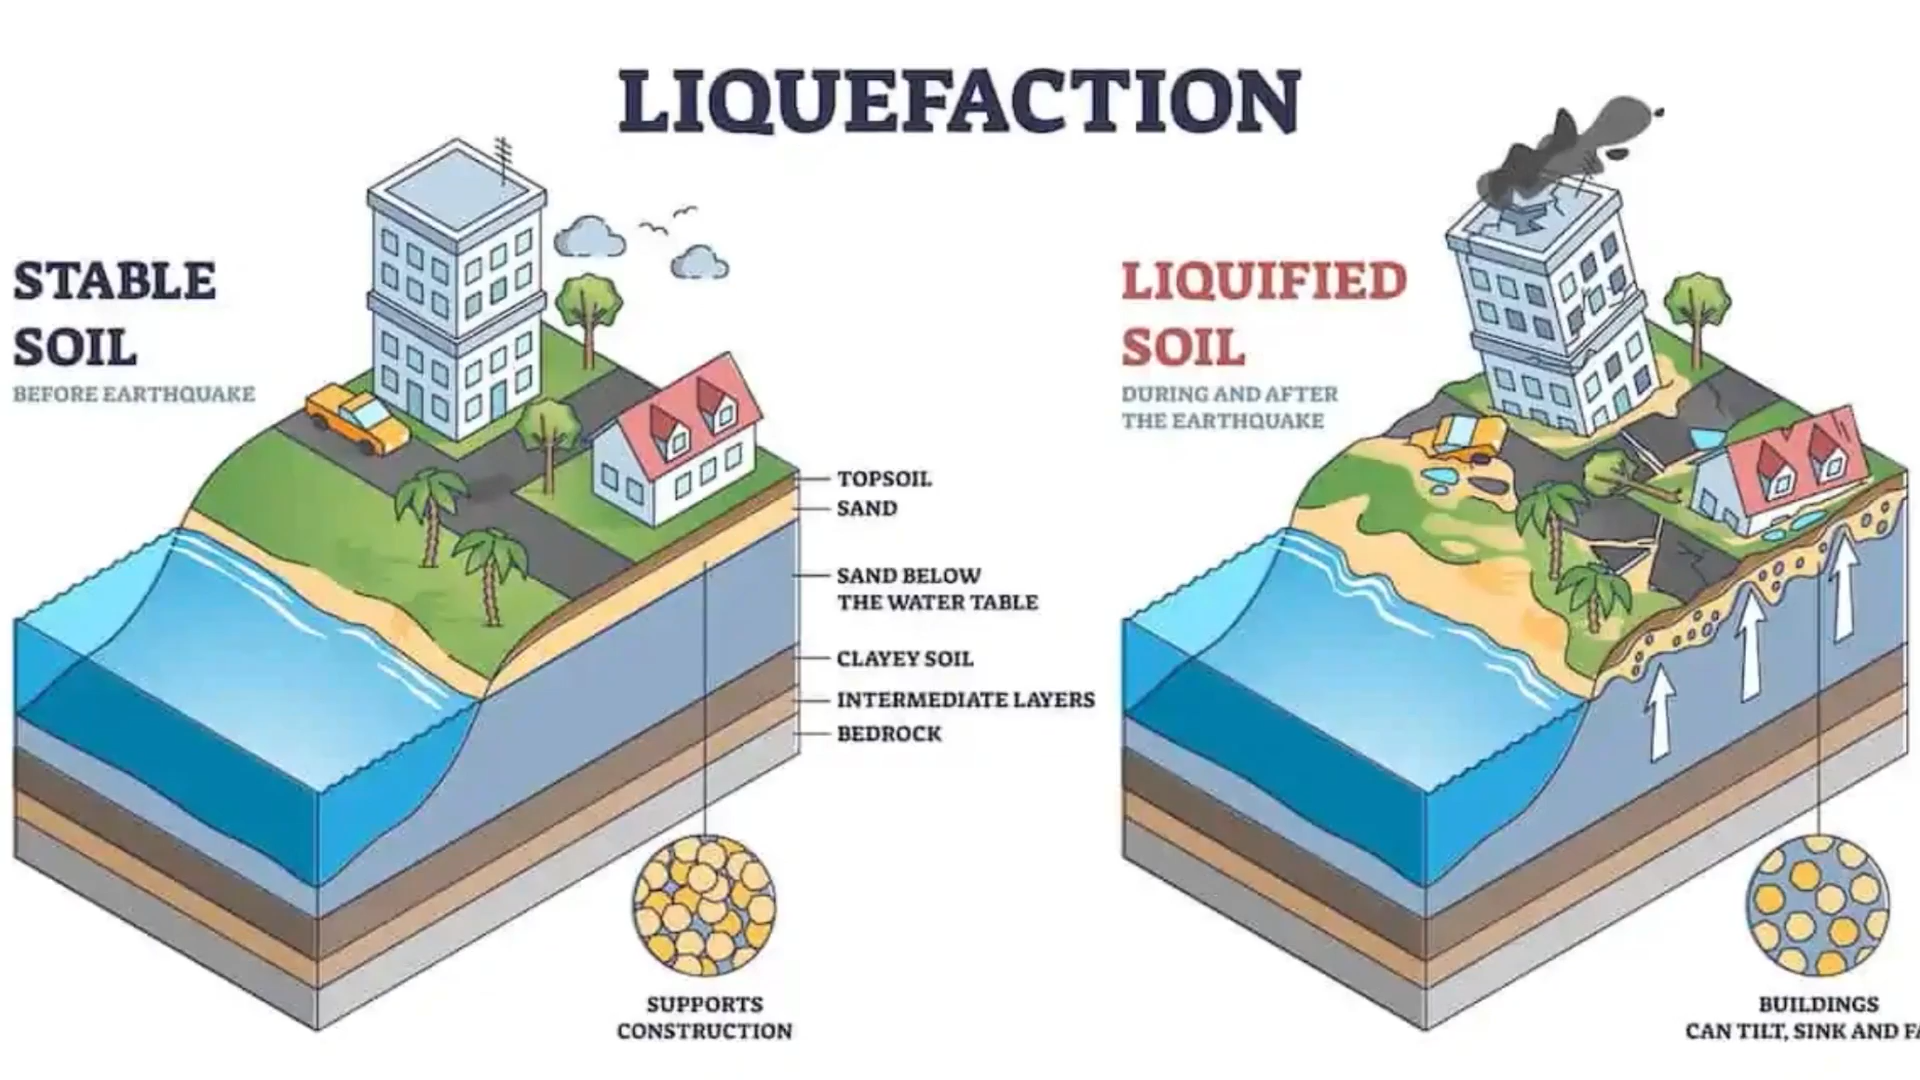 LIQUEFACTION
STABLE
SOIL
BEFORE EARTHQUAKE
TOPSOIL
SAND
SAND BELOW
THE WATER TABLE
CLAYEY SOIL
INTERMEDIATE LAYERS
BEDROCK
SUPPORTS
CONSTRUCTION
LIQUIFIED
SOIL
DURING AND AFTER
THE EARTHQUAKE
BUILDINGS
CAN TILT, SINK AND